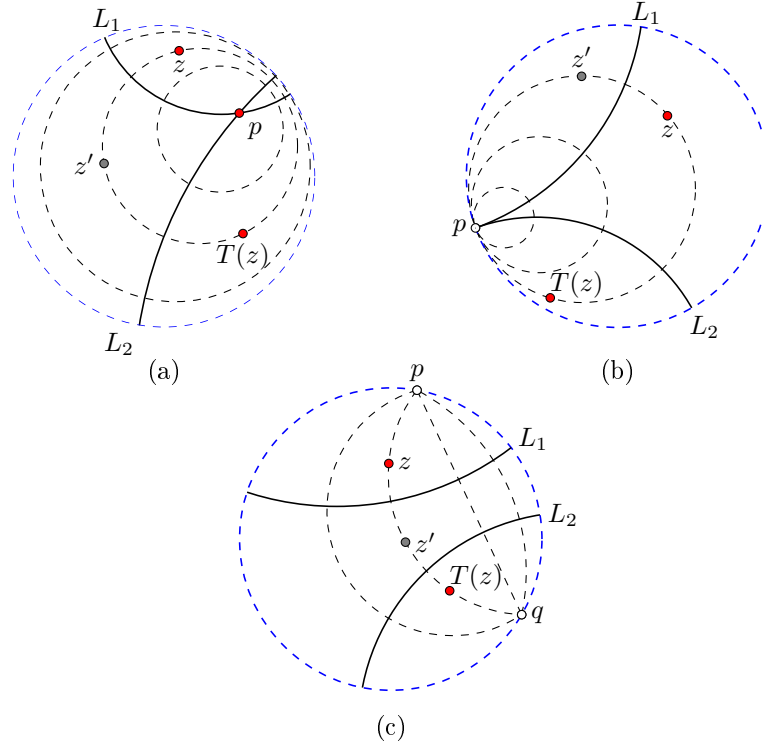 L₁
z
p
z′
T(z)
L₂
(a)
L₁
z′
z
p
T(z)
L₂
(b)
p
L₁
z
L₂
z′
T(z)
q
(c)